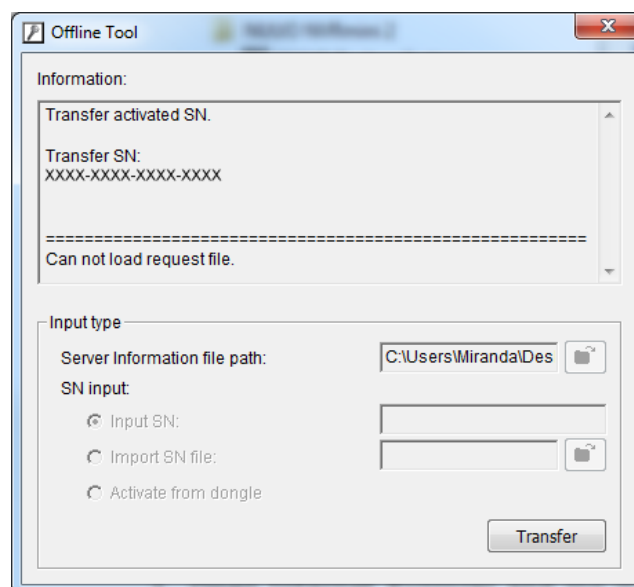 Offline Tool
Information:
Transfer activated SN.
Transfer SN:
XXXX-XXXX-XXXX-XXXX
======================================================
Can not load request file.
Input type
Server Information file path:
C:\Users\Miranda\Des
SN input:
Input SN:
Import SN file:
Activate from dongle
Transfer